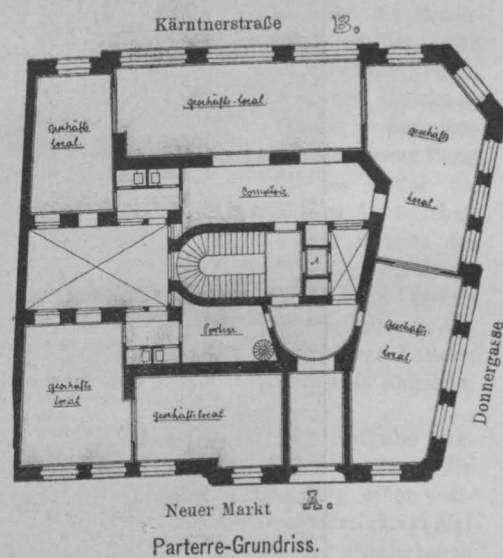 Kärntnerstraße B.
Geschäfts-local.
Geschäfts
local.
Geschäfts
local.
Comptoir
A
Portier
Geschäfts
local
Geschäfts
local
Geschäftslocal.
Donnergasse
Neuer Markt A.
Parterre-Grundriss.